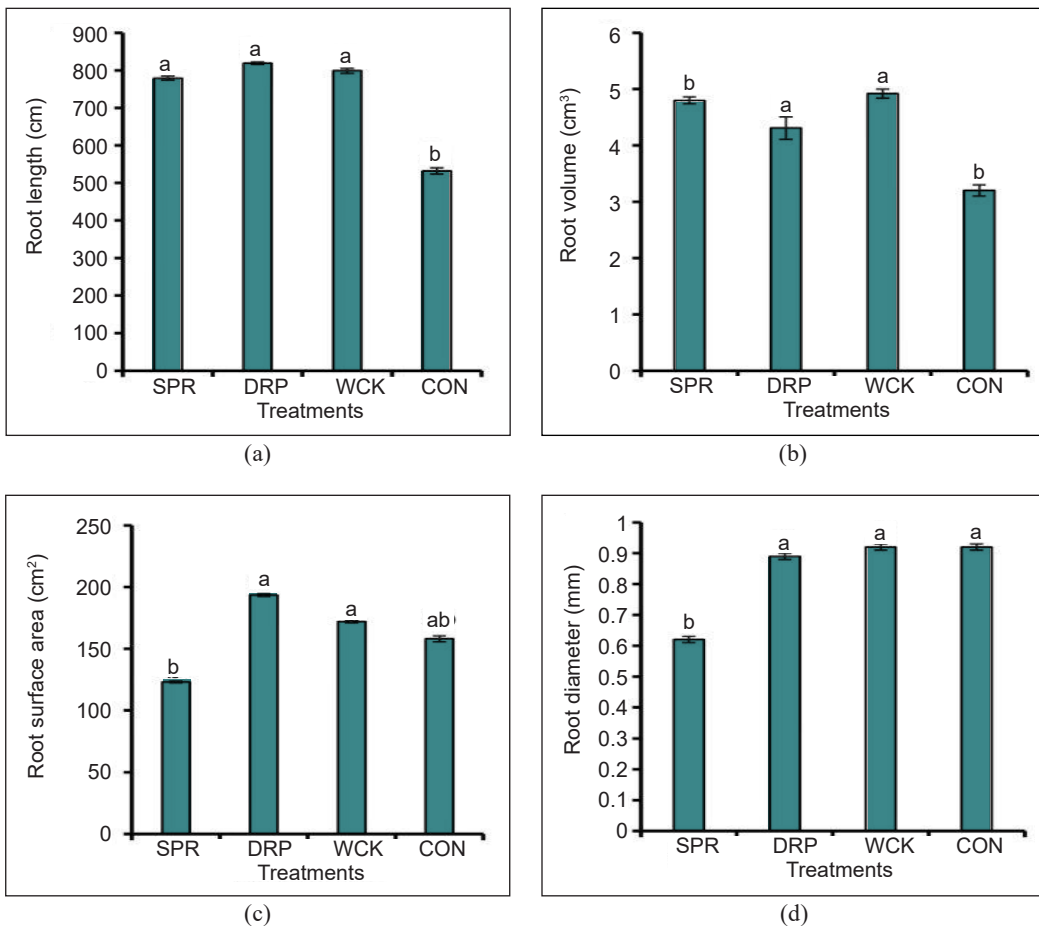 Root length (cm)
900
800
700
600
500
400
300
200
100
0
a
a
a
b
SPR DRP WCK CON
Treatments
(a)
Root volume (cm³)
6
5
4
3
2
1
0
b
a
a
b
SPR DRP WCK CON
Treatments
(b)
Root surface area (cm²)
250
200
150
100
50
0
b
a
a
ab
SPR DRP WCK CON
Treatments
(c)
Root diameter (mm)
1
0.9
0.8
0.7
0.6
0.5
0.4
0.3
0.2
0.1
0
b
a
a
a
SPR DRP WCK CON
Treatments
(d)